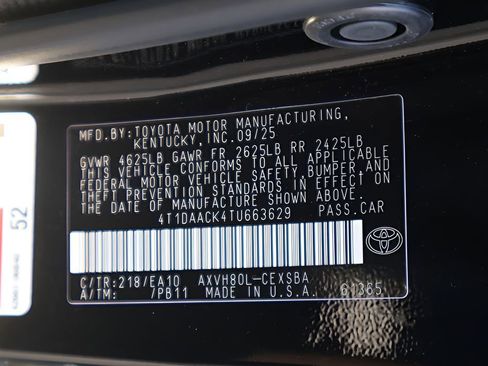 MFD.BY:TOYOTA MOTOR MANUFACTURING,
KENTUCKY,INC.09/25
GVWR 4625LB GAWR FR 2625LB RR 2425LB
THIS VEHICLE CONFORMS TO ALL APPLICABLE
FEDERAL MOTOR VEHICLE SAFETY,BUMPER,AND
THEFT PREVENTION STANDARDS IN EFFECT ON
THE DATE OF MANUFACTURE SHOWN ABOVE.
4T1DAACK4TU663629 PASS.CAR
C/TR:218/EA10 AXVH80L-CEXSBA
A/TM: /PB11 MADE IN U.S.A. 61365
52